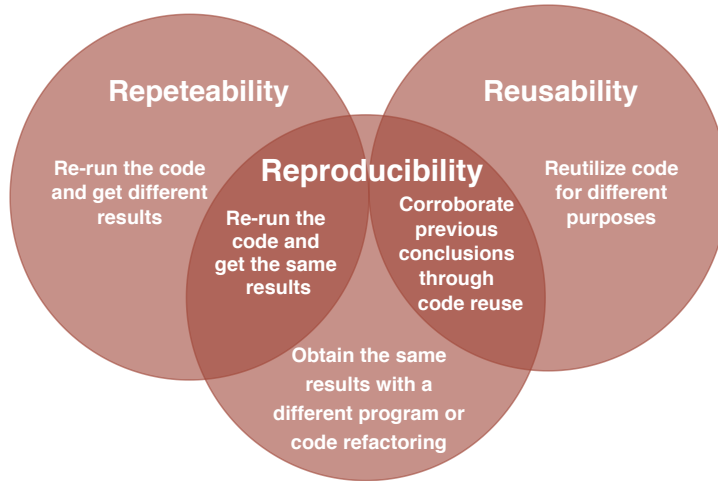 Repeteability
Re-run the code
and get different
results
Reproducibility
Re-run the
code and
get the same
results
Corroborate
previous
conclusions
through
code reuse
Reusability
Reutilize code
for different
purposes
Obtain the same
results with a
different program or
code refactoring